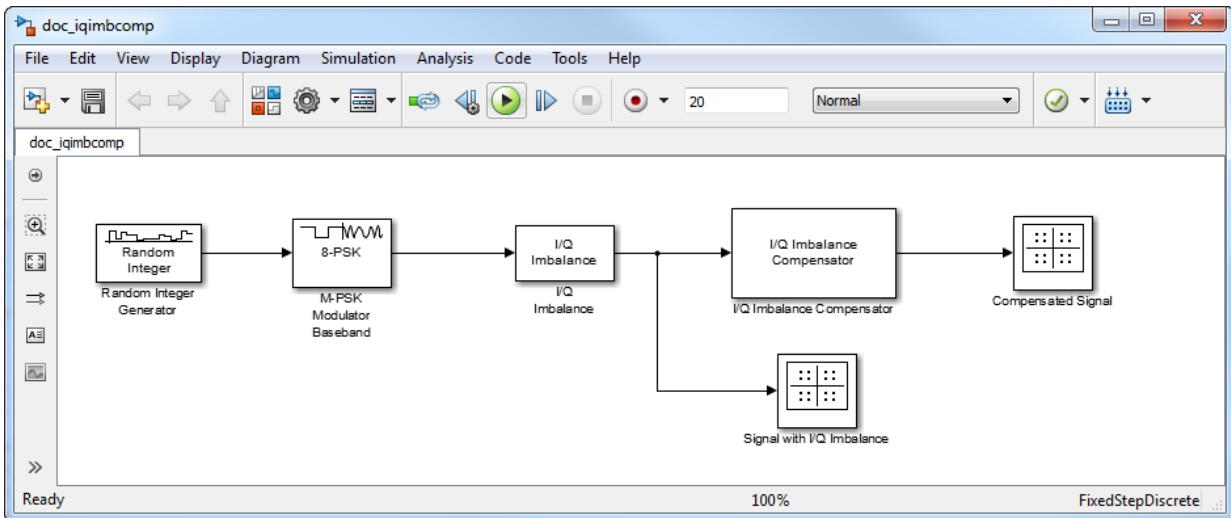 doc_iqimbcomp
File Edit View Display Diagram Simulation Analysis Code Tools Help
20 Normal
doc_iqimbcomp
Random
Integer
Random Integer
Generator
8-PSK
M-PSK
Modulator
Baseband
I/Q
Imbalance
I/Q
Imbalance
I/Q Imbalance
Compensator
I/Q Imbalance Compensator
Compensated Signal
Signal with I/Q Imbalance
Ready 100% FixedStepDiscrete